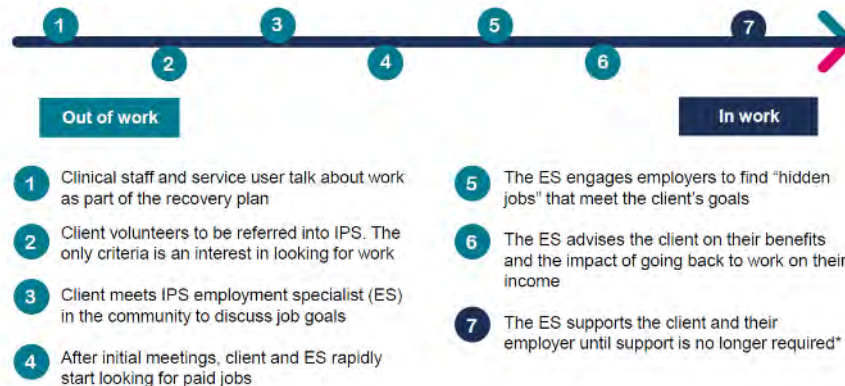 1
3
5
7
2
4
6
Out of work
In work
1 Clinical staff and service user talk about work
as part of the recovery plan
2 Client volunteers to be referred into IPS. The
only criteria is an interest in looking for work
3 Client meets IPS employment specialist (ES)
in the community to discuss job goals
4 After initial meetings, client and ES rapidly
start looking for paid jobs
5 The ES engages employers to find “hidden
jobs” that meet the client's goals
6 The ES advises the client on their benefits
and the impact of going back to work on their
income
7 The ES supports the client and their
employer until support is no longer required*